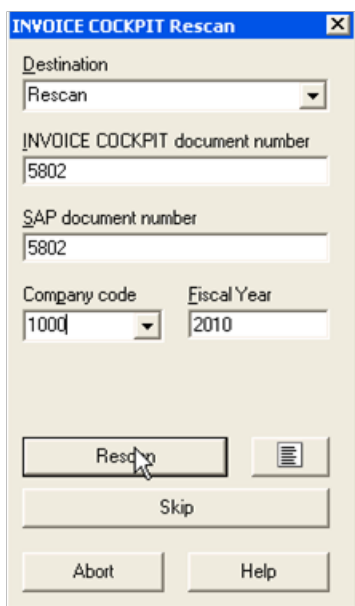 INVOICE COCKPIT Rescan
Destination
Rescan
INVOICE COCKPIT document number
5802
SAP document number
5802
Company code Fiscal Year
1000 2010
Rescan
Skip
Abort Help